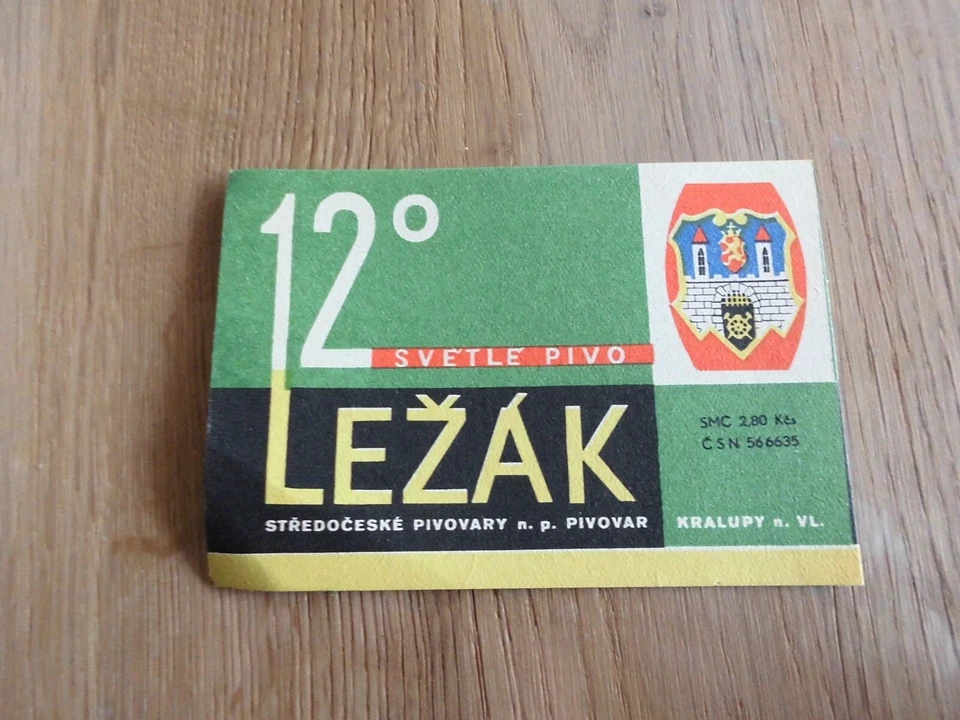 12°
SVĚTLÉ PIVO
LEŽÁK
SMC 2,80 Kčs
ČSN 566635
STŘEDOČESKÉ PIVOVARY n. p. PIVOVAR KRALUPY n. VL.